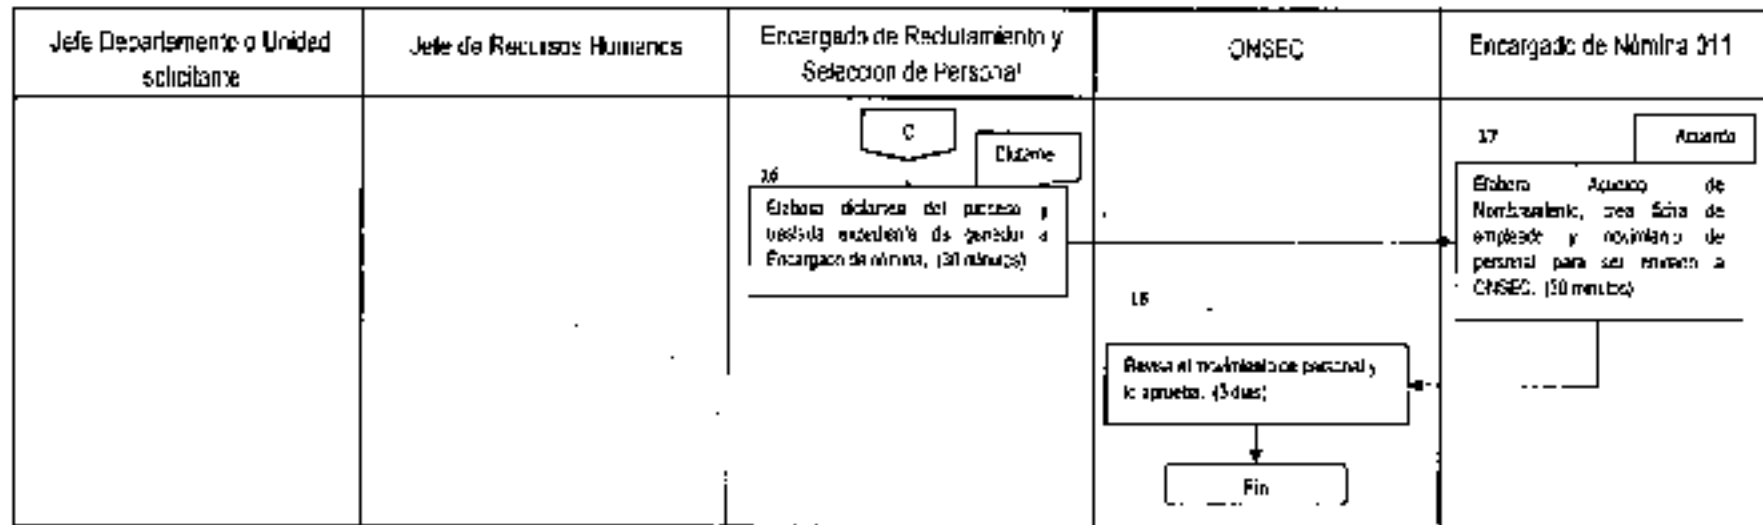 Jefe Departamento o Unidad
solicitante
Jefe de Recursos Humanos
Encargado de Reclutamiento y
Selección de Personal
ONSEC
Encargado de Nómina 011
C
Dictame
16
Elabora dictamen del proceso y
traslada expediente de ganador a
Encargado de nómina. (30 minutos)
17
Acuerdo
Elabora Acuerdo de
Nombramiento, crea ficha de
empleado y movimiento de
personal para ser enviado a
ONSEC. (30 minutos)
18
Revisa el movimiento de personal y
lo aprueba. (3 dias)
Fin